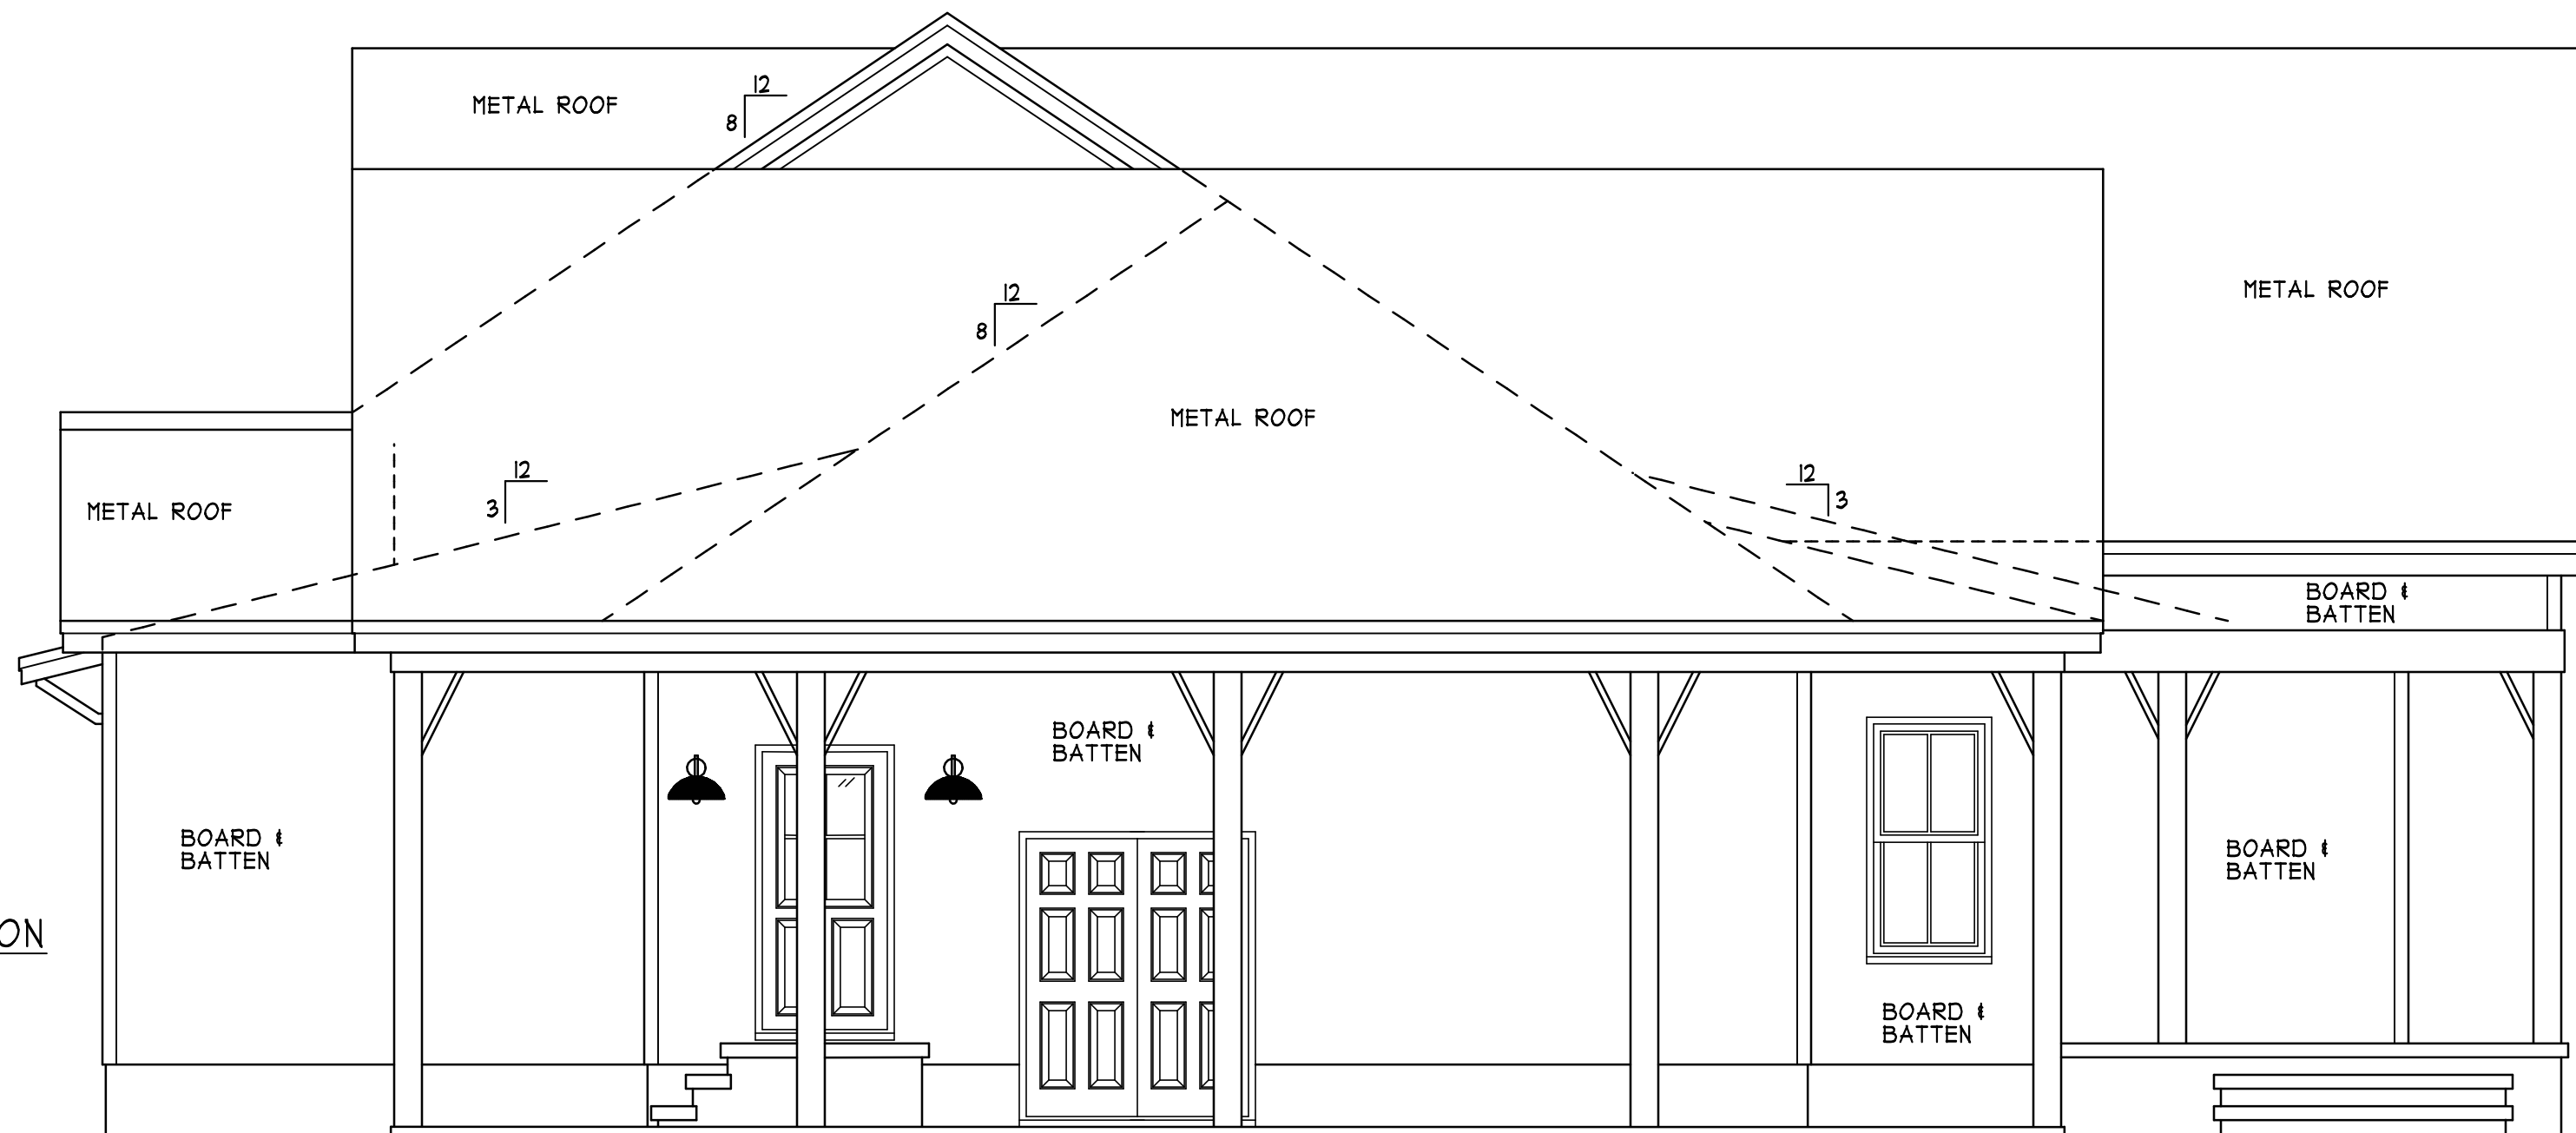 12
METAL ROOF
8
METAL ROOF
12
8
METAL ROOF
12
3
12
3
METAL ROOF
BOARD &
BATTEN
BOARD &
BATTEN
BOARD &
BATTEN
BOARD &
BATTEN
ON
BOARD &
BATTEN